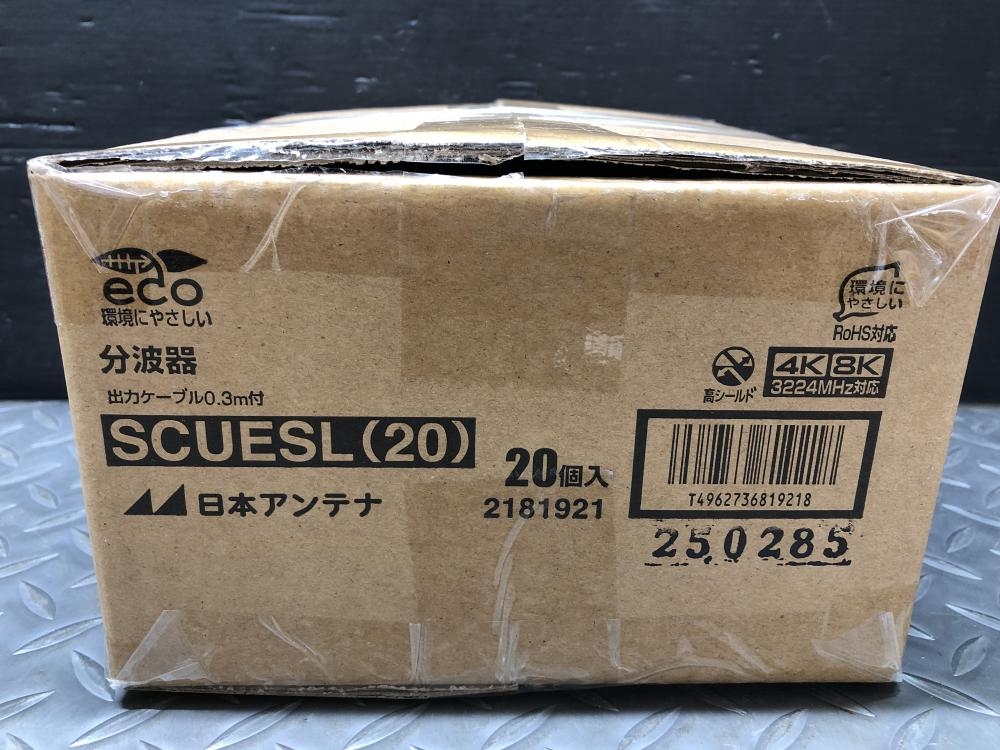 eco
環境にやさしい
分波器
出力ケーブル0.3m付
SCUESL(20)
日本アンテナ
20個入
2181921
環境に
やさしい
RoHS対応
高シールド
4K 8K
3224MHz対応
T4962736819218
250285